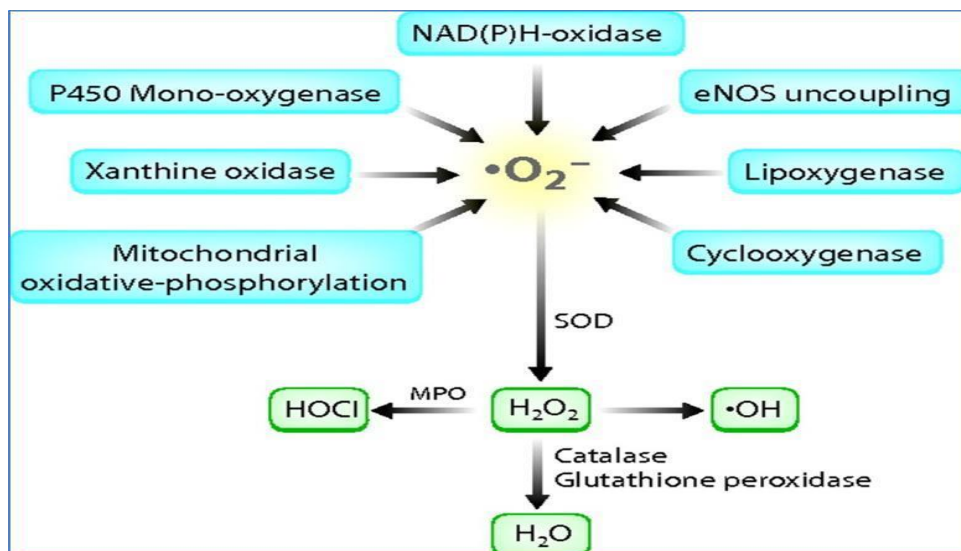 NAD(P)H-oxidase
P450 Mono-oxygenase
eNOS uncoupling
Xanthine oxidase
•O₂⁻
Lipoxygenase
Mitochondrial
oxidative-phosphorylation
Cyclooxygenase
SOD
HOCl
MPO
H₂O₂
•OH
Catalase
Glutathione peroxidase
H₂O